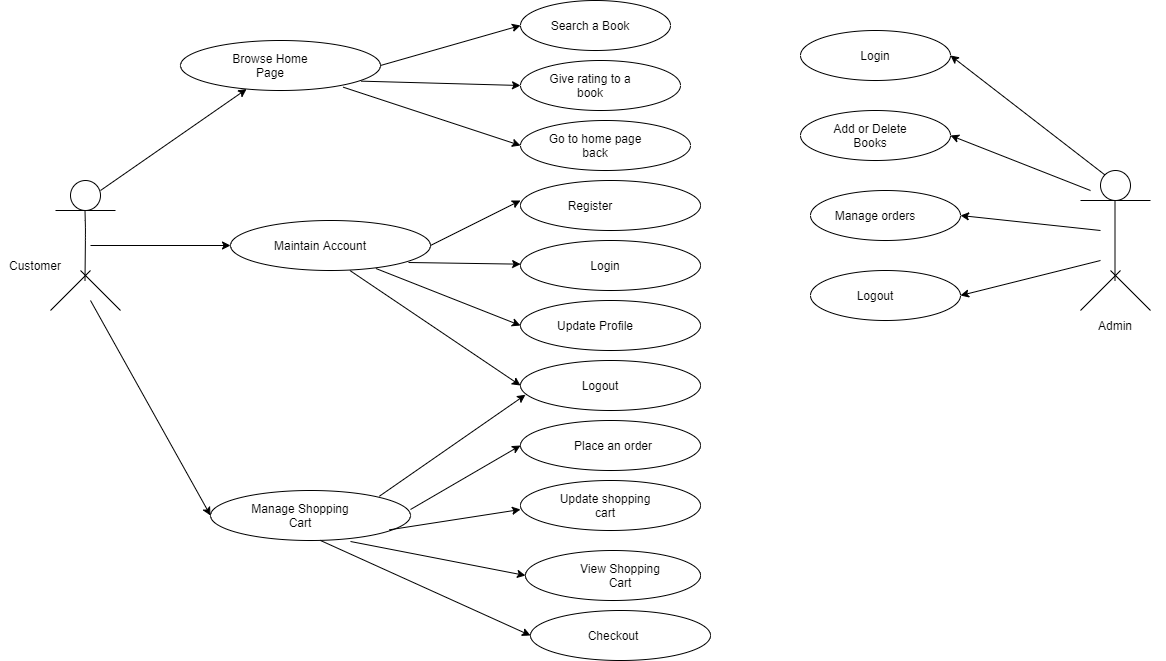 Search a Book
Browse Home
Page
Give rating to a
book
Go to home page
back
Customer
Maintain Account
Register
Login
Update Profile
Logout
Manage Shopping
Cart
Place an order
Update shopping
cart
View Shopping
Cart
Checkout
Login
Add or Delete
Books
Manage orders
Logout
Admin